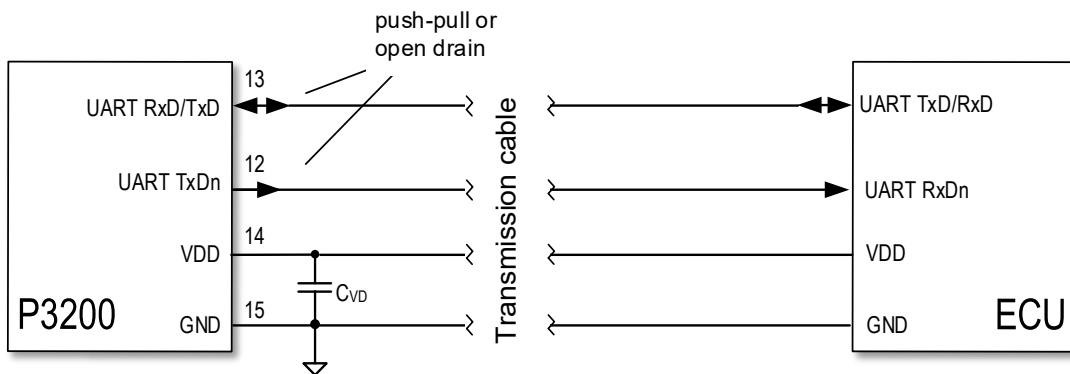 push-pull or
open drain
13
UART RxD/TxD
UART TxD/RxD
12
UART TxDn
UART RxDn
Transmission cable
14
VDD
VDD
CVD
P3200
15
GND
GND
ECU